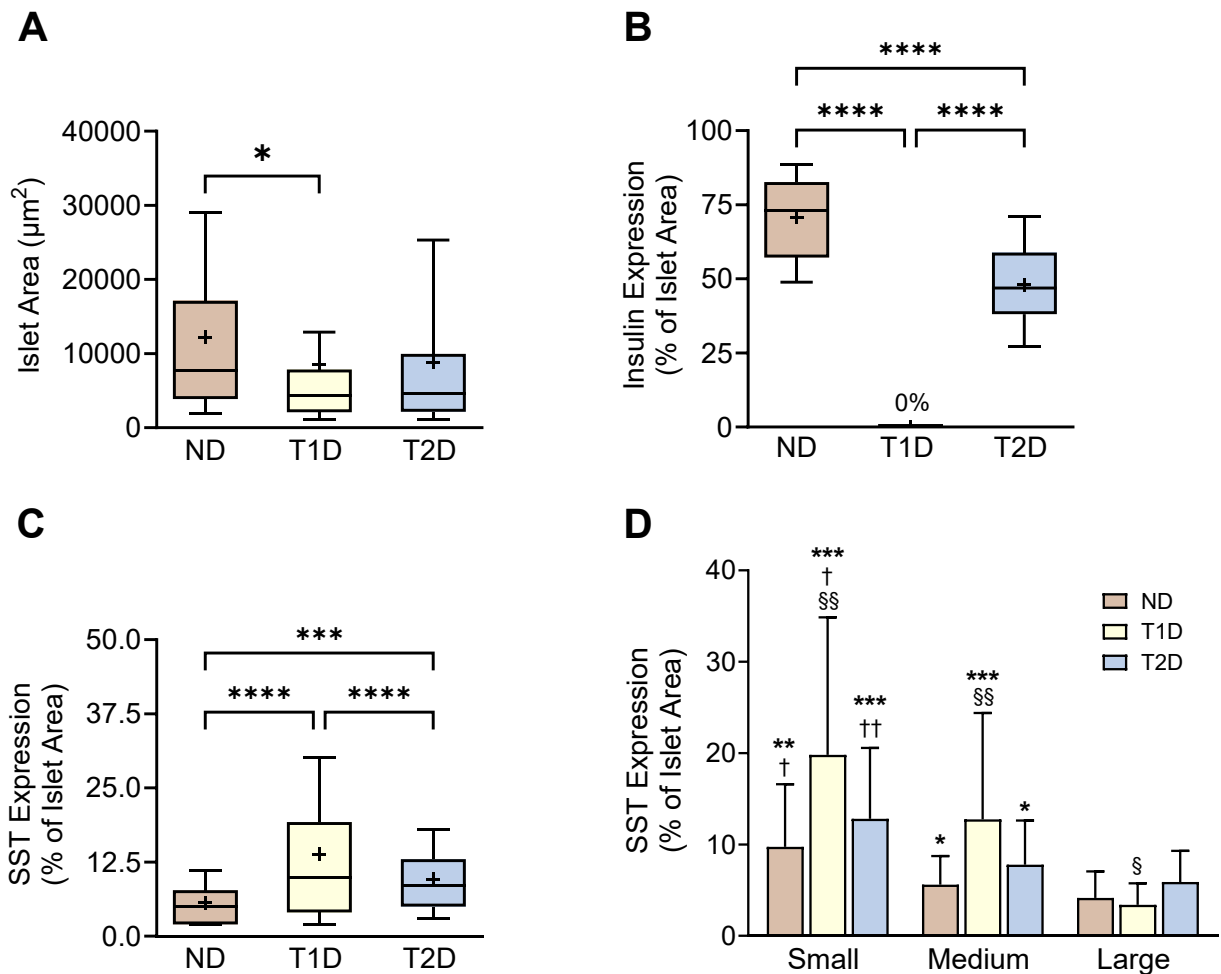 A
Islet Area (µm²)
40000
30000
20000
10000
0
*
ND T1D T2D
B
Insulin Expression
(% of Islet Area)
100
75
50
25
0
****
**** ****
0%
ND T1D T2D
C
SST Expression
(% of Islet Area)
50.0
37.5
25.0
12.5
0.0
***
**** ****
ND T1D T2D
D
SST Expression
(% of Islet Area)
40
30
20
10
0
**
†
***
†
§§
***
††
*
***
§§
*
§
ND
T1D
T2D
Small Medium Large